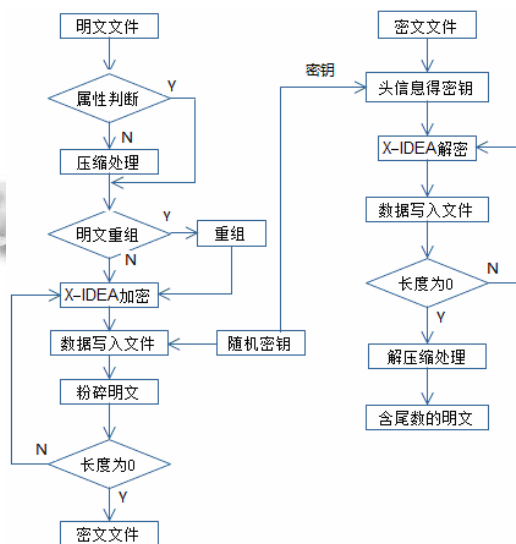 明文文件
属性判断
Y
N
压缩处理
明文重组
Y
重组
N
X-IDEA加密
数据写入文件
随机密钥
粉碎明文
N
长度为0
Y
密文文件
密文文件
密钥
头信息得密钥
X-IDEA解密
数据写入文件
长度为0
N
Y
解压缩处理
含尾数的明文